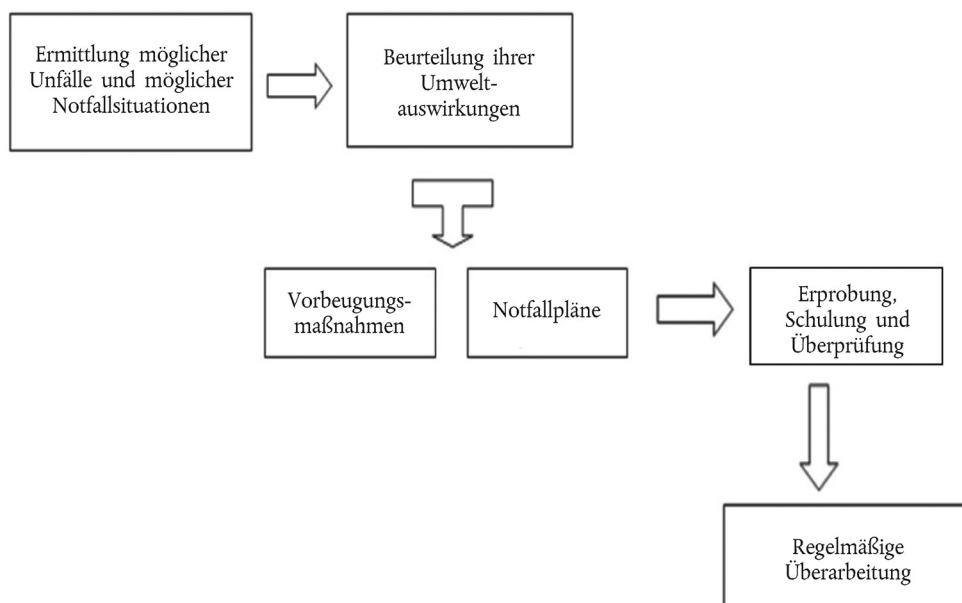 Ermittlung möglicher
Unfälle und möglicher
Notfallsituationen
Beurteilung ihrer
Umwelt-
auswirkungen
Vorbeugungs-
maßnahmen
Notfallpläne
Erprobung,
Schulung und
Überprüfung
Regelmäßige
Überarbeitung